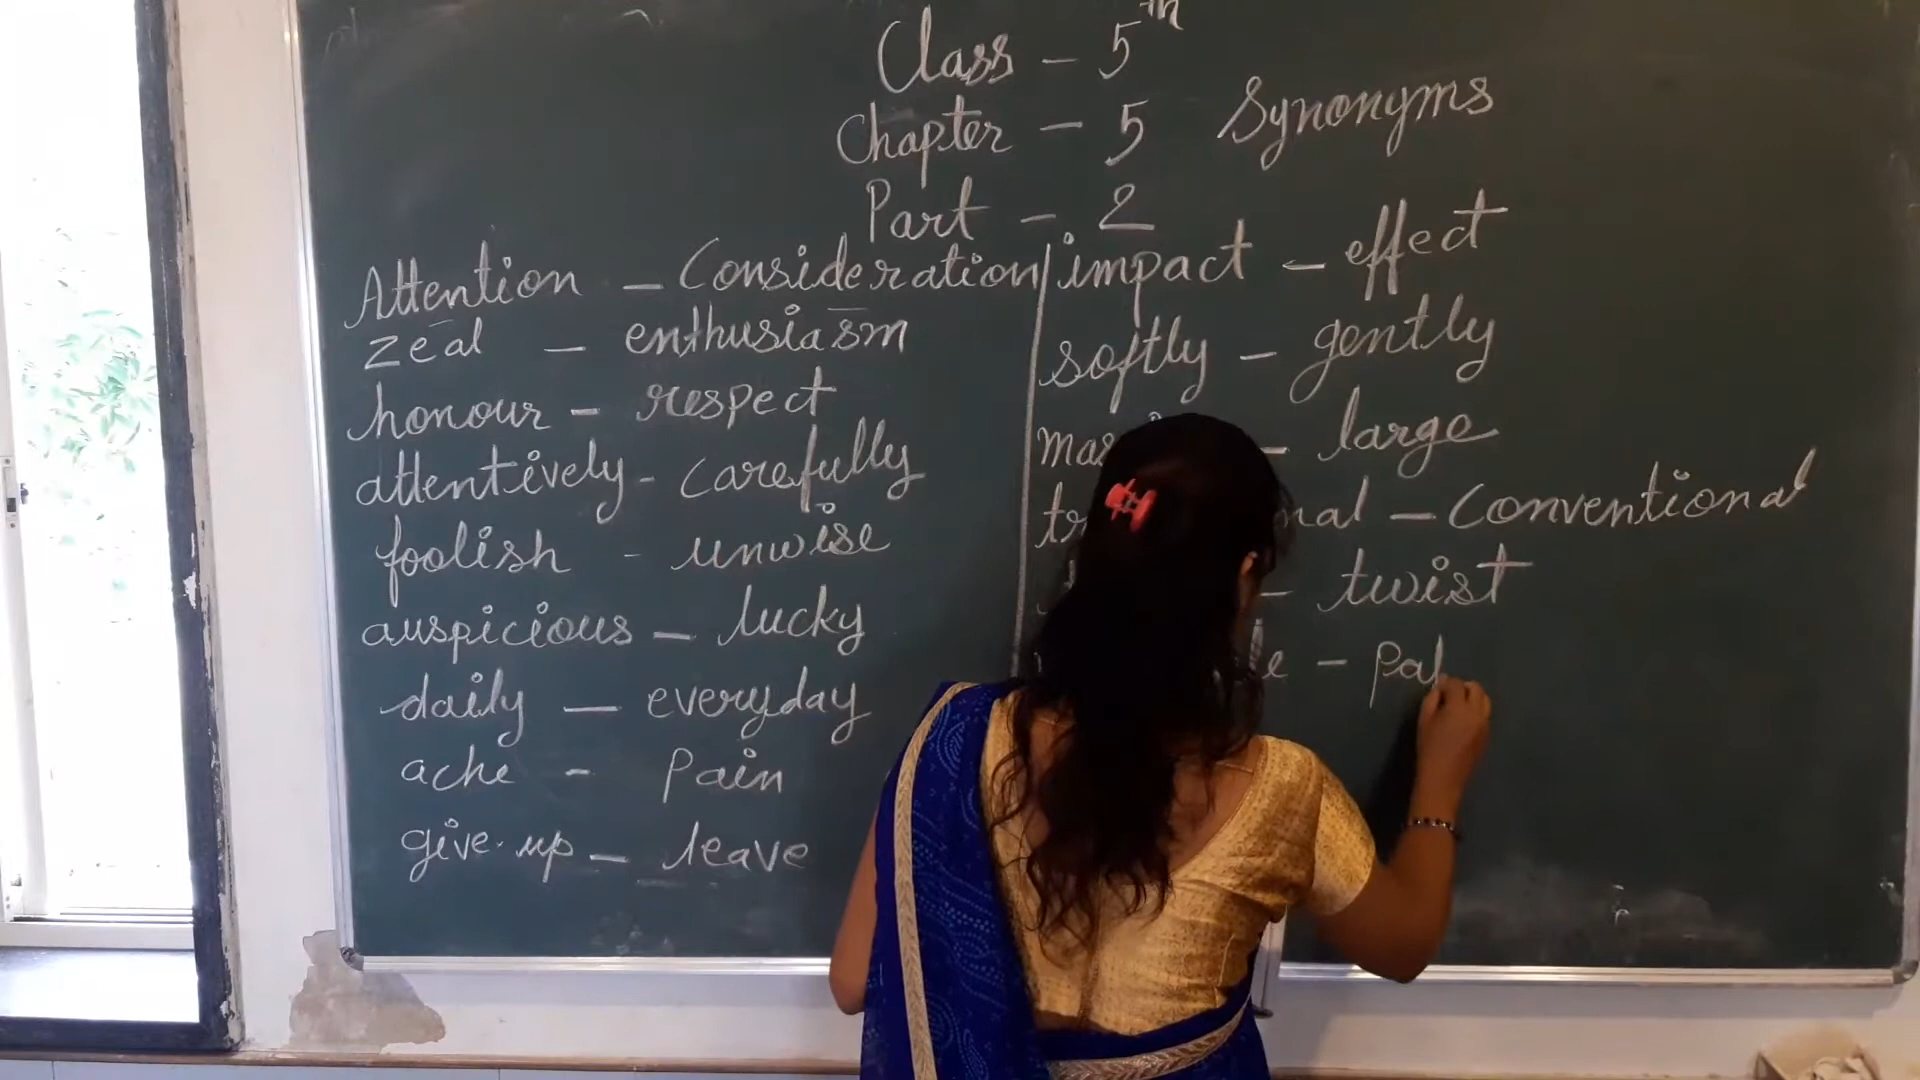 Class - 5th
Chapter - 5 Synonyms
Part - 2
Attention - Consideration
zeal - enthusiasm
honour - respect
attentively - carefully
foolish - unwise
auspicious - lucky
daily - everyday
ache - Pain
give-up - leave
impact - effect
softly - gently
- large
- Conventional
- twist
-